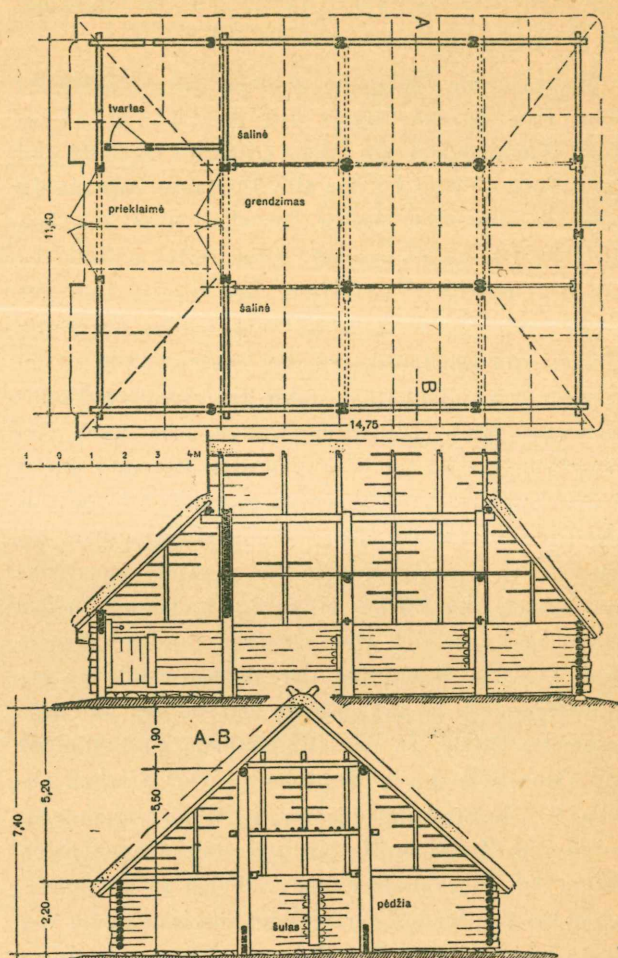 A
tvartas
šalinė
11,40
prieklaimė
grendzimas
šalinė
B
14,75
1 0 1 2 3 4M
A-B
1,90
5,20
5,50
7,40
2,20
pėdžia
šulas